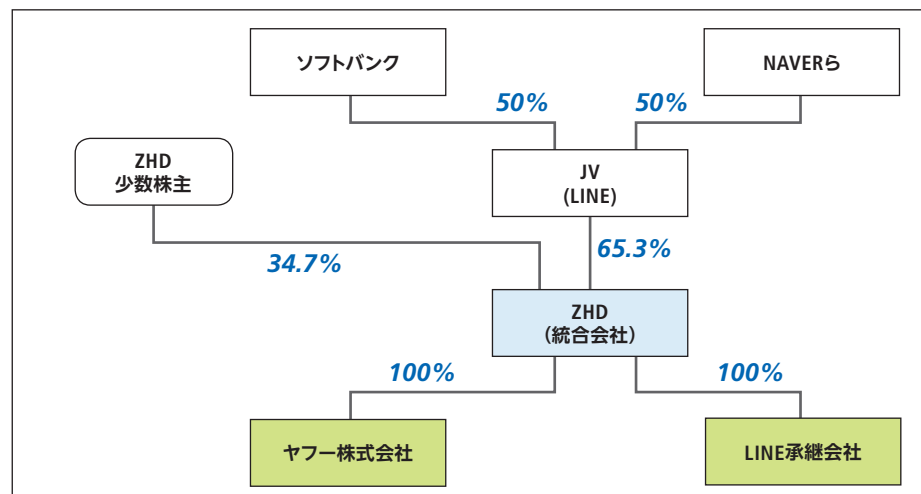 ソフトバンク
NAVERら
50%
50%
ZHD
少数株主
JV
(LINE)
34.7%
65.3%
ZHD
（統合会社）
100%
100%
ヤフー株式会社
LINE承継会社